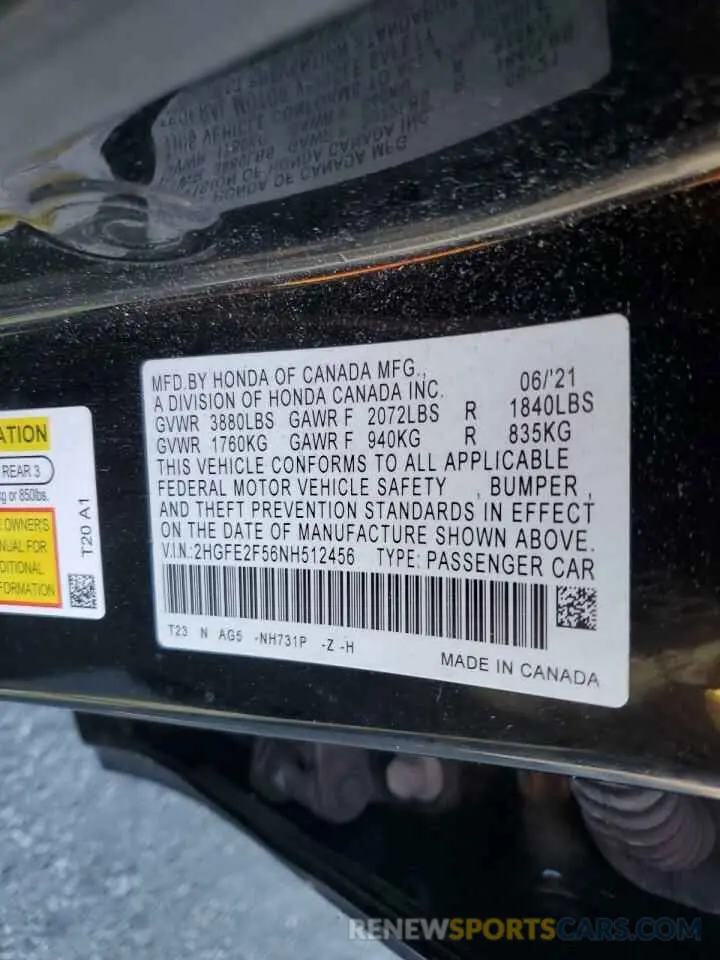 MFD.BY HONDA OF CANADA MFG.,
A DIVISION OF HONDA CANADA INC. 06/'21
GVWR 3880LBS GAWR F 2072LBS R 1840LBS
GVWR 1760KG GAWR F 940KG R 835KG
THIS VEHICLE CONFORMS TO ALL APPLICABLE
FEDERAL MOTOR VEHICLE SAFETY , BUMPER ,
AND THEFT PREVENTION STANDARDS IN EFFECT
ON THE DATE OF MANUFACTURE SHOWN ABOVE.
V.I.N.:2HGFE2F56NH512456 TYPE: PASSENGER CAR
T23 N AG5 -NH731P -Z -H
MADE IN CANADA
ATION
REAR 3
g or 850lbs.
OWNER'S
NUAL FOR
DITIONAL
FORMATION
T20 A1
RENEWSPORTSCARS.COM